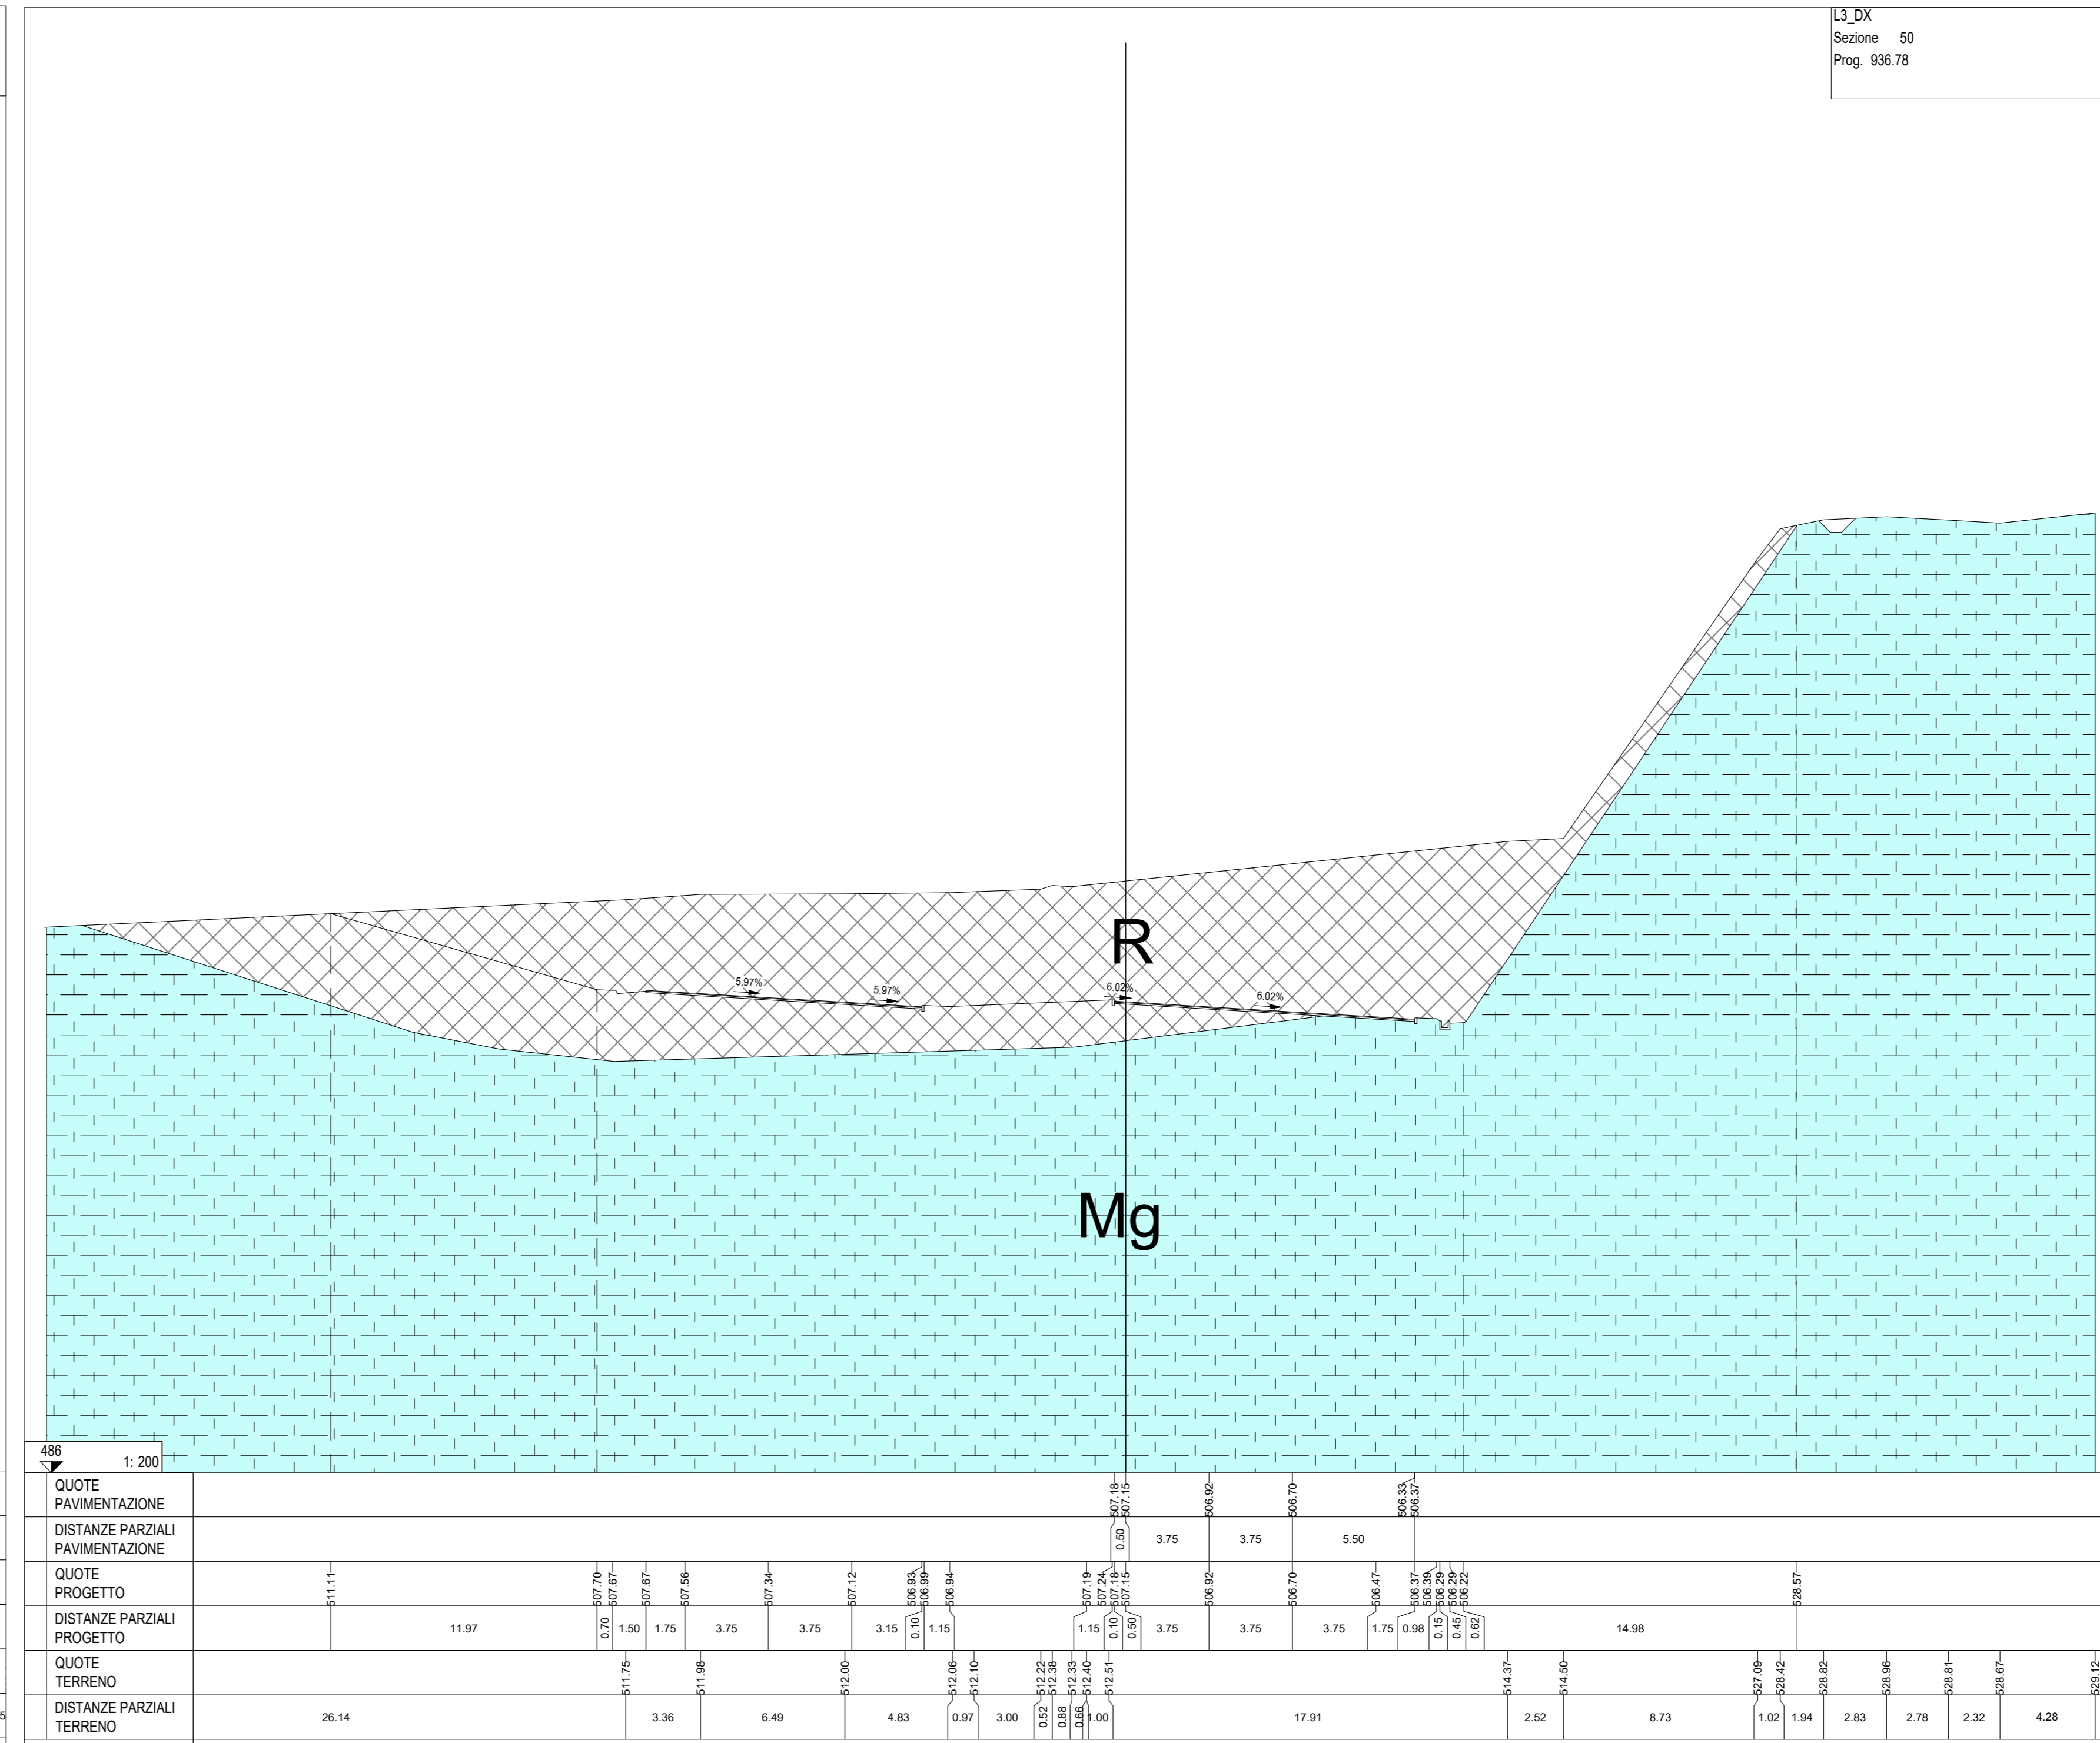 L3_DX
Sezione 50
Prog. 936.78
R
5.97%
5.97%
6.02%
6.02%
Mg
486
1: 200
QUOTE
PAVIMENTAZIONE
507.18 507.15 506.92 506.70 506.33 506.37
DISTANZE PARZIALI
PAVIMENTAZIONE
0.50 3.75 3.75 5.50
QUOTE
PROGETTO
511.11 507.70 507.67 507.67 507.56 507.34 507.12 506.93 506.99 506.94 507.19 507.24 507.18 507.15 506.92 506.70 506.47 506.37 506.39 506.29 506.29 506.22 528.57
DISTANZE PARZIALI
PROGETTO
11.97 0.70 1.50 1.75 3.75 3.75 3.15 0.10 1.15 1.15 0.10 0.50 3.75 3.75 3.75 1.75 0.98 0.15 0.45 0.62 14.98
QUOTE
TERRENO
511.75 511.98 512.00 512.06 512.10 512.22 512.38 512.33 512.40 512.51 514.37 514.50 527.09 528.42 528.82 528.96 528.81 528.67 529.12
DISTANZE PARZIALI
TERRENO
26.14 3.36 6.49 4.83 0.97 3.00 0.52 0.88 0.66 1.00 17.91 2.52 8.73 1.02 1.94 2.83 2.78 2.32 4.28